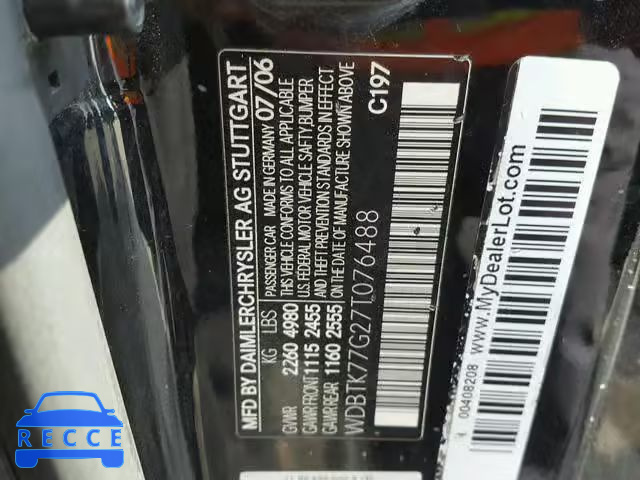 MFD BY DAIMLERCHRYSLER AG STUTTGART
KG LBS PASSENGER CAR MADE IN GERMANY 07/06
GVWR 2260 4980 THIS VEHICLE CONFORMS TO ALL APPLICABLE
GAWR FRONT 1115 2455 U.S. FEDERAL MOTOR VEHICLE SAFETY, BUMPER
GAWR REAR 1160 2555 AND THEFT PREVENTION STANDARDS IN EFFECT
ON THE DATE OF MANUFACTURE SHOWN ABOVE
WDBTK77G27T076488 C197
00408208
www.MyDealerLot.com
RECCE